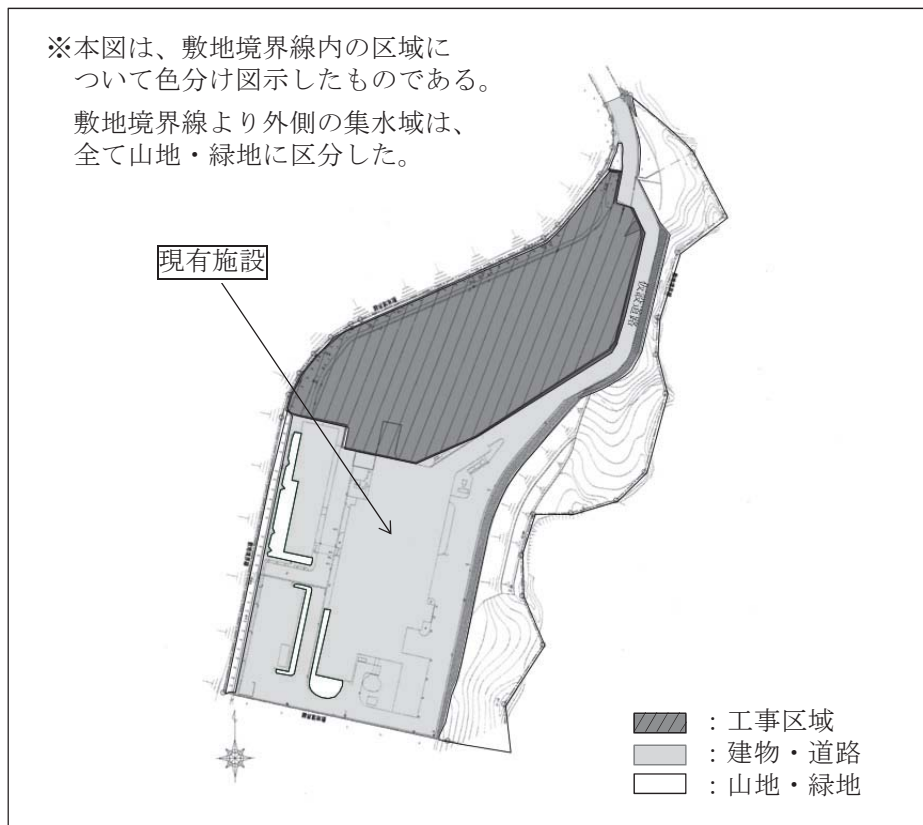 ※本図は、敷地境界線内の区域に
ついて色分け図示したものである。
敷地境界線より外側の集水域は、
全て山地・緑地に区分した。
現有施設
：工事区域
：建物・道路
：山地・緑地